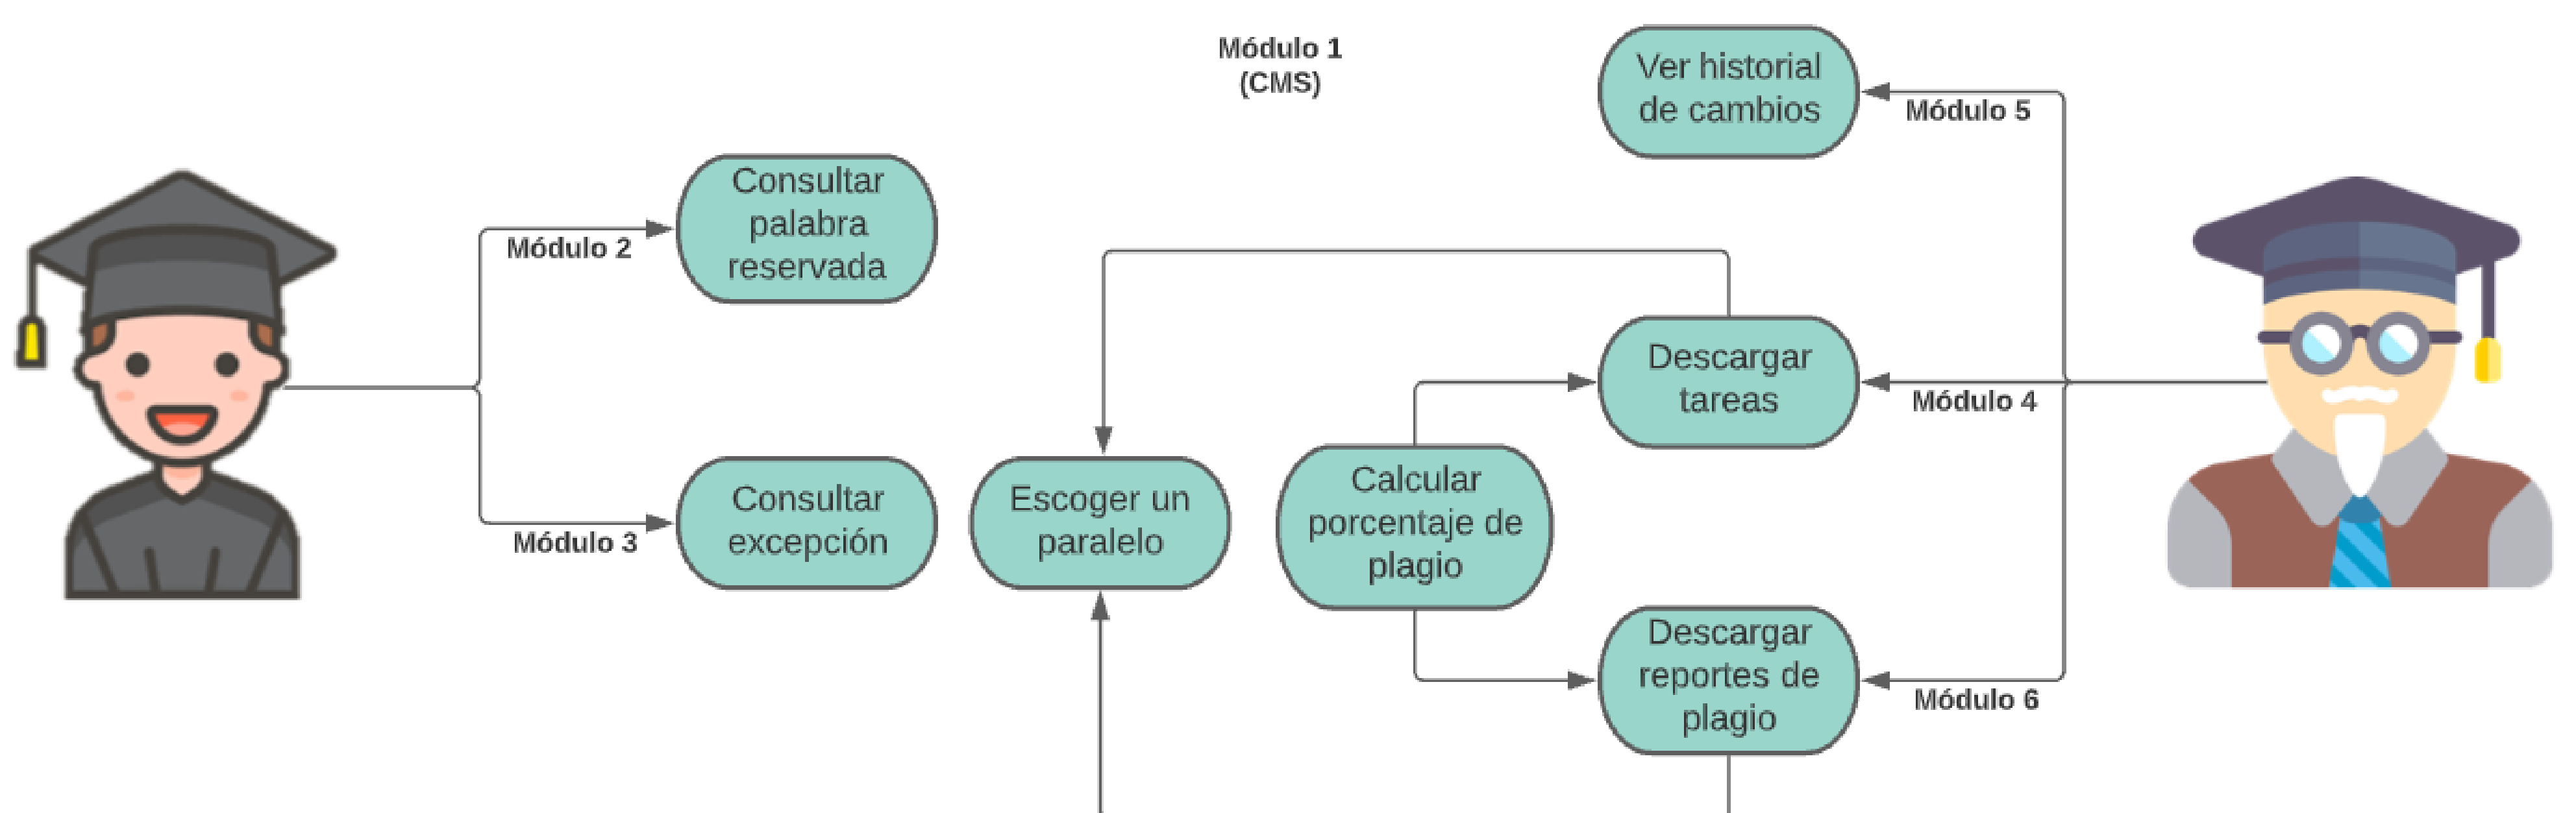 Módulo 1
(CMS)
Ver historial
de cambios
Módulo 5
Consultar
palabra
reservada
Módulo 2
Descargar
tareas
Módulo 4
Consultar
excepción
Módulo 3
Escoger un
paralelo
Calcular
porcentaje de
plagio
Descargar
reportes de
plagio
Módulo 6